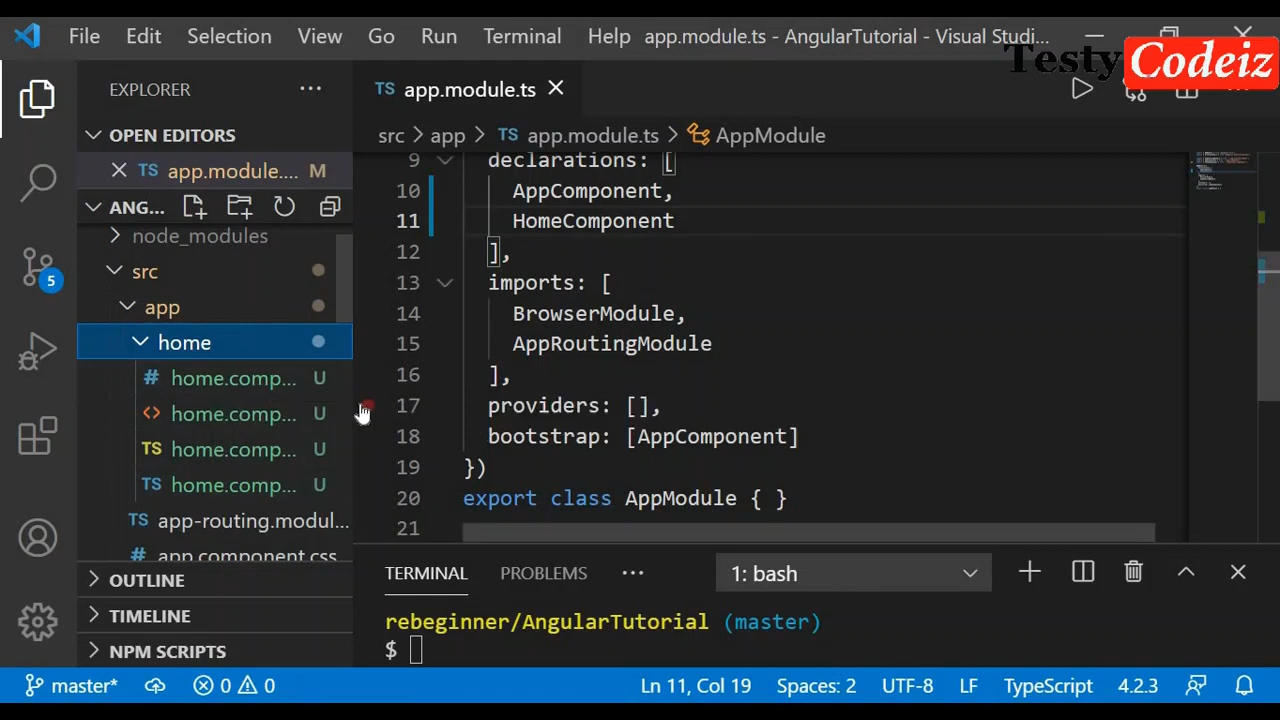 File Edit Selection View Go Run Terminal Help app.module.ts - AngularTutorial - Visual Studi...
Testy Codeiz
EXPLORER ...
TS app.module.ts
OPEN EDITORS
src > app > TS app.module.ts > AppModule
TS app.module.... M
ANG...
node_modules
src
app
home
# home.comp... U
<> home.comp... U
TS home.comp... U
TS home.comp... U
TS app-routing.modul...
# app.component.css
OUTLINE
TIMELINE
NPM SCRIPTS
5
9 declarations: [
10 AppComponent,
11 HomeComponent
12 ],
13 imports: [
14 BrowserModule,
15 AppRoutingModule
16 ],
17 providers: [],
18 bootstrap: [AppComponent]
19 })
20 export class AppModule { }
21
TERMINAL PROBLEMS ... 1: bash
rebeginner/AngularTutorial (master)
$
master* 0 0 Ln 11, Col 19 Spaces: 2 UTF-8 LF TypeScript 4.2.3